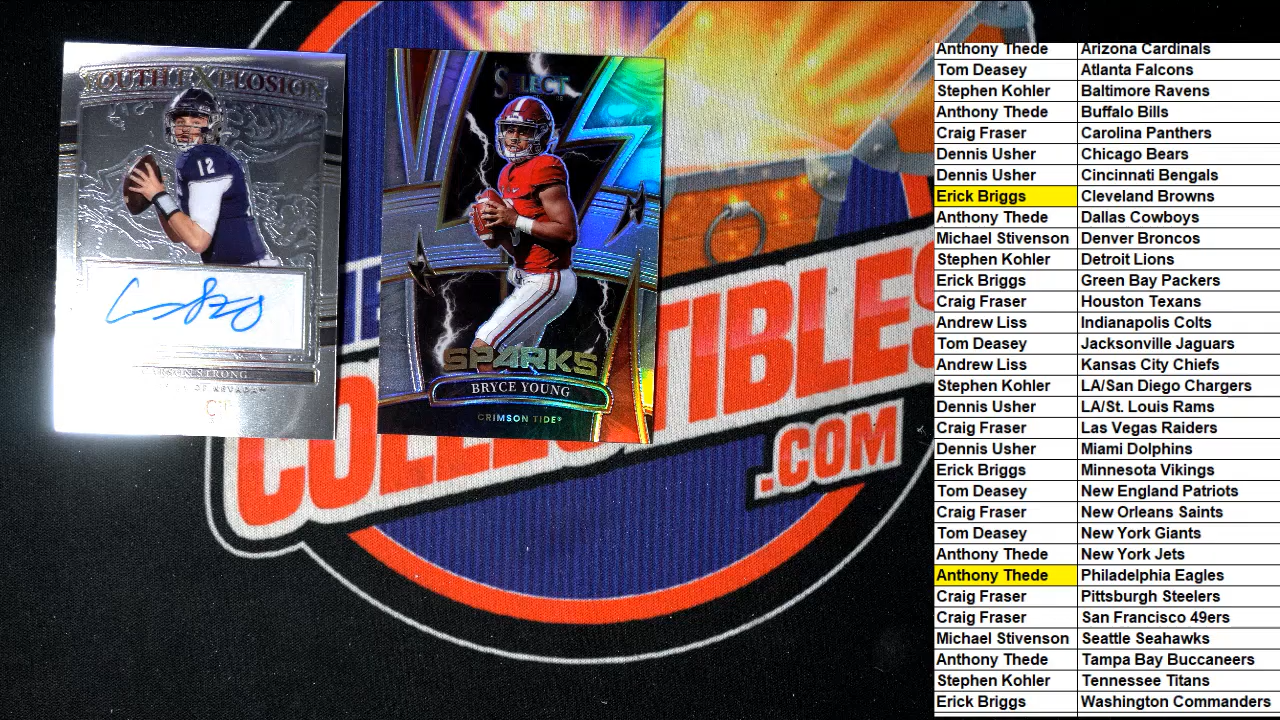 YOUTH EXPLOSION
12
CARSON STRONG
SELECT
SPARKS
BRYCE YOUNG
CRIMSON TIDE®
COLLECTIBLES
.COM
Anthony Thede Arizona Cardinals
Tom Deasey Atlanta Falcons
Stephen Kohler Baltimore Ravens
Anthony Thede Buffalo Bills
Craig Fraser Carolina Panthers
Dennis Usher Chicago Bears
Dennis Usher Cincinnati Bengals
Erick Briggs Cleveland Browns
Anthony Thede Dallas Cowboys
Michael Stivenson Denver Broncos
Stephen Kohler Detroit Lions
Erick Briggs Green Bay Packers
Craig Fraser Houston Texans
Andrew Liss Indianapolis Colts
Tom Deasey Jacksonville Jaguars
Andrew Liss Kansas City Chiefs
Stephen Kohler LA/San Diego Chargers
Dennis Usher LA/St. Louis Rams
Craig Fraser Las Vegas Raiders
Dennis Usher Miami Dolphins
Erick Briggs Minnesota Vikings
Tom Deasey New England Patriots
Craig Fraser New Orleans Saints
Tom Deasey New York Giants
Anthony Thede New York Jets
Anthony Thede Philadelphia Eagles
Craig Fraser Pittsburgh Steelers
Craig Fraser San Francisco 49ers
Michael Stivenson Seattle Seahawks
Anthony Thede Tampa Bay Buccaneers
Stephen Kohler Tennessee Titans
Erick Briggs Washington Commanders